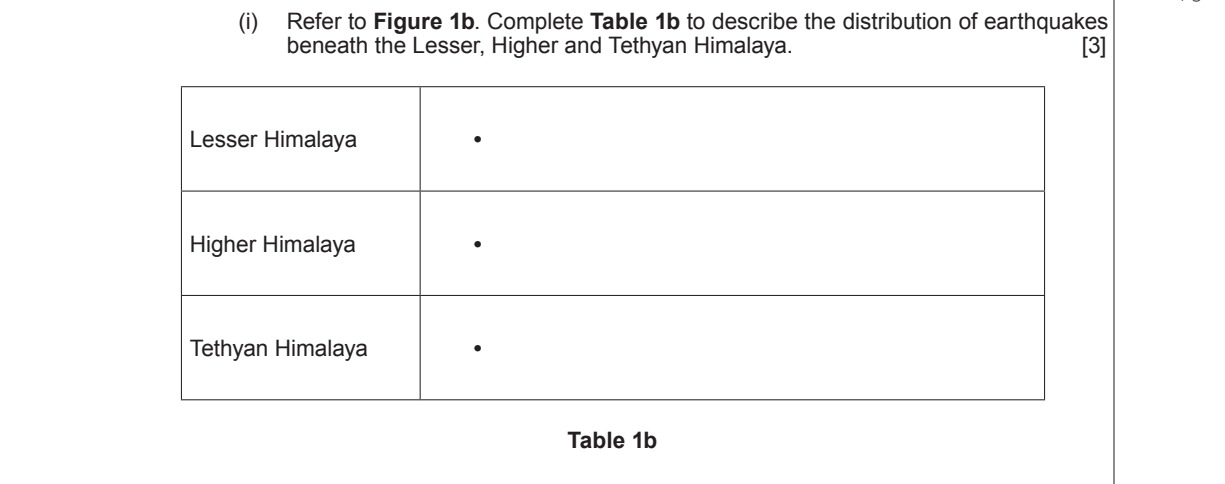 (i) Refer to Figure 1b. Complete Table 1b to describe the distribution of earthquakes
beneath the Lesser, Higher and Tethyan Himalaya. [3]
Lesser Himalaya •
Higher Himalaya •
Tethyan Himalaya •
Table 1b